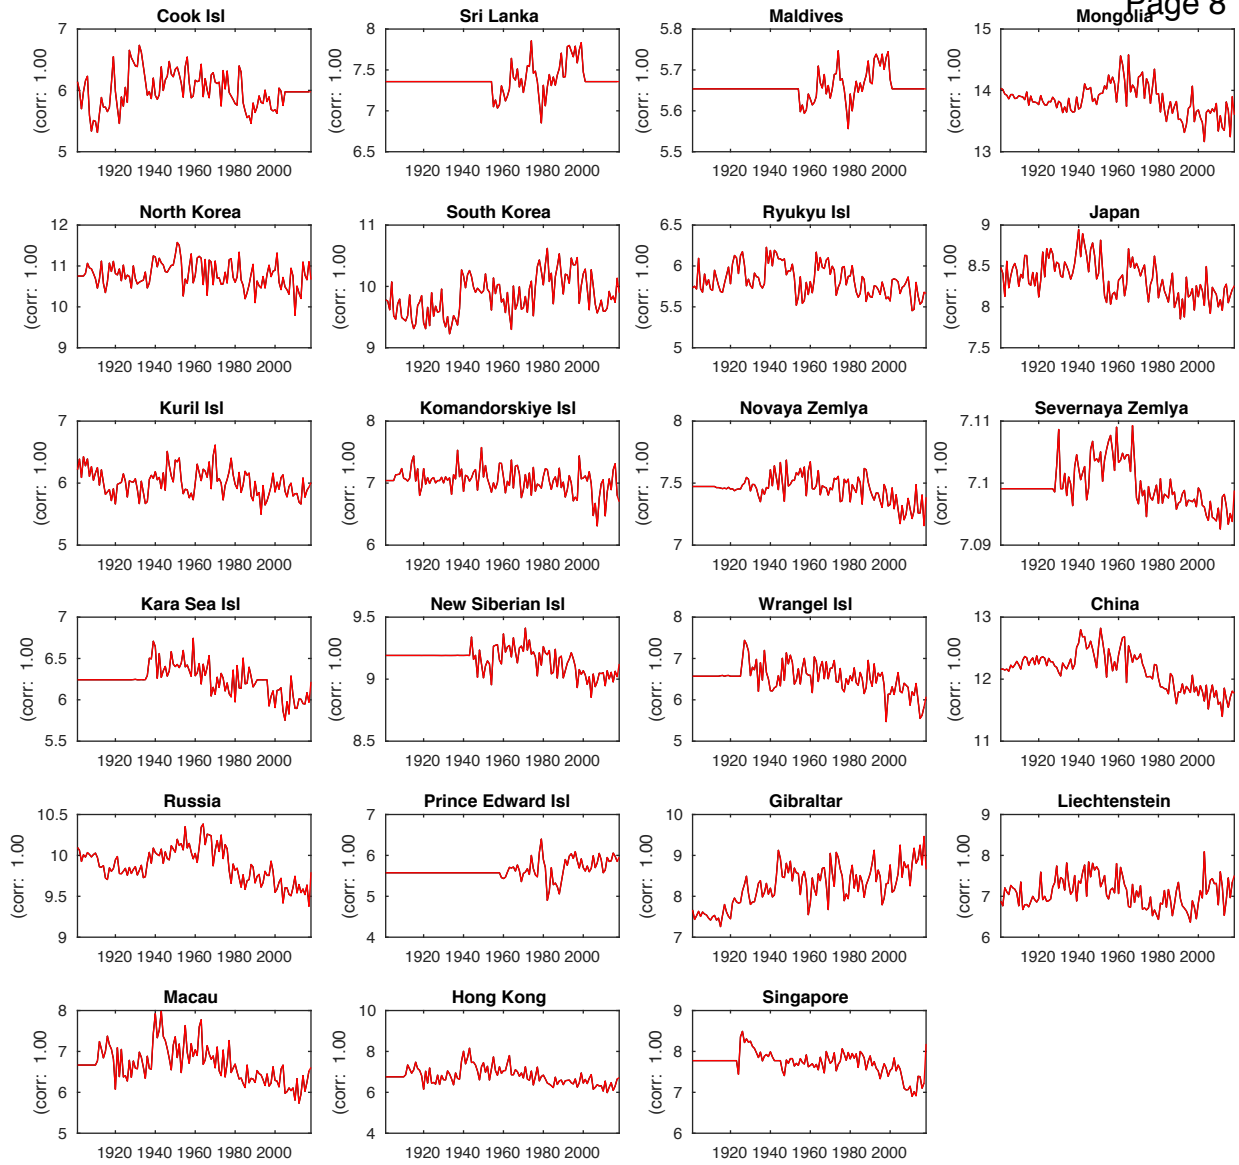 Page 8
Cook Isl
7
6
5
(corr: 1.00
1920 1940 1960 1980 2000
Sri Lanka
8
7.5
7
6.5
(corr: 1.00
1920 1940 1960 1980 2000
Maldives
5.8
5.7
5.6
5.5
(corr: 1.00
1920 1940 1960 1980 2000
Mongolia
15
14
13
(corr: 1.00
1920 1940 1960 1980 2000
North Korea
12
11
10
9
(corr: 1.00
1920 1940 1960 1980 2000
South Korea
11
10
9
(corr: 1.00
1920 1940 1960 1980 2000
Ryukyu Isl
6.5
6
5.5
5
(corr: 1.00
1920 1940 1960 1980 2000
Japan
9
8.5
8
7.5
(corr: 1.00
1920 1940 1960 1980 2000
Kuril Isl
7
6
5
(corr: 1.00
1920 1940 1960 1980 2000
Komandorskiye Isl
8
7
6
(corr: 1.00
1920 1940 1960 1980 2000
Novaya Zemlya
8
7.5
7
(corr: 1.00
1920 1940 1960 1980 2000
Severnaya Zemlya
7.11
7.1
7.09
(corr: 1.00
1920 1940 1960 1980 2000
Kara Sea Isl
7
6.5
6
5.5
(corr: 1.00
1920 1940 1960 1980 2000
New Siberian Isl
9.5
9
8.5
(corr: 1.00
1920 1940 1960 1980 2000
Wrangel Isl
8
7
6
5
(corr: 1.00
1920 1940 1960 1980 2000
China
13
12
11
(corr: 1.00
1920 1940 1960 1980 2000
Russia
10.5
10
9.5
9
(corr: 1.00
1920 1940 1960 1980 2000
Prince Edward Isl
7
6
5
4
(corr: 1.00
1920 1940 1960 1980 2000
Gibraltar
10
9
8
7
(corr: 1.00
1920 1940 1960 1980 2000
Liechtenstein
9
8
7
6
(corr: 1.00
1920 1940 1960 1980 2000
Macau
8
7
6
5
(corr: 1.00
1920 1940 1960 1980 2000
Hong Kong
10
8
6
4
(corr: 1.00
1920 1940 1960 1980 2000
Singapore
9
8
7
6
(corr: 1.00
1920 1940 1960 1980 2000